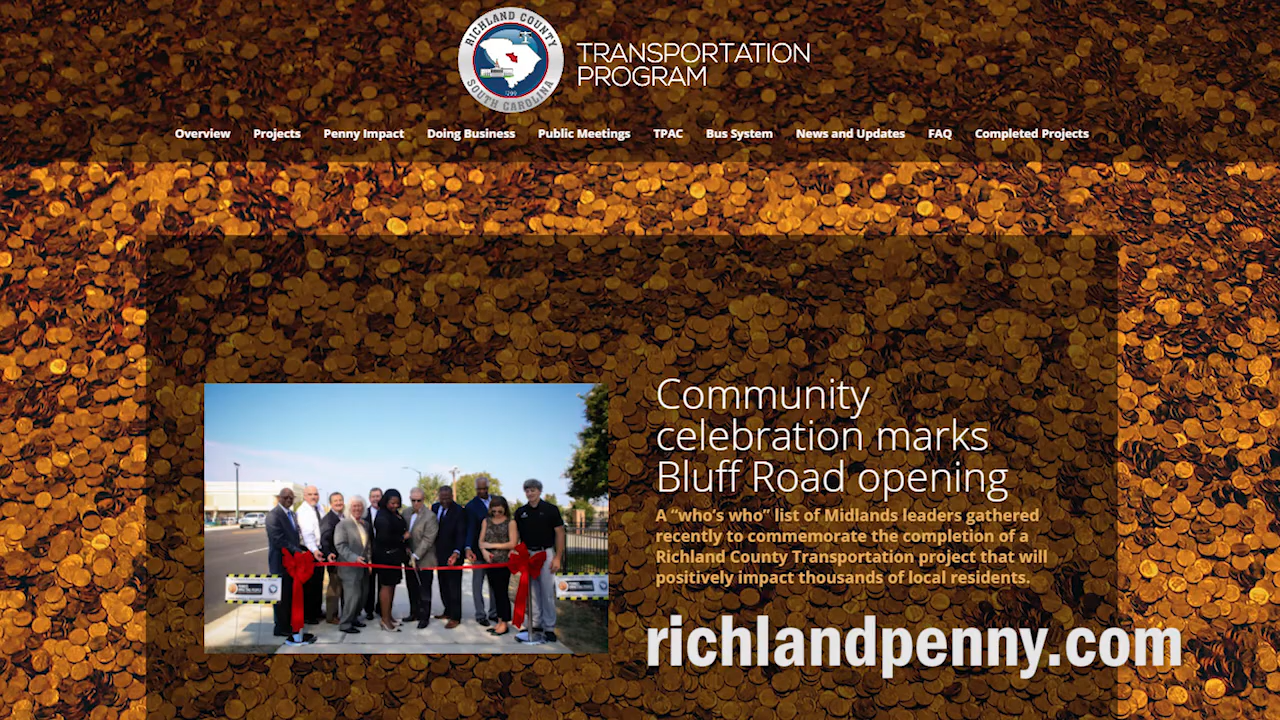 RICHLAND COUNTY
SOUTH CAROLINA
1799
TRANSPORTATION
PROGRAM
Overview Projects Penny Impact Doing Business Public Meetings TPAC Bus System News and Updates FAQ Completed Projects
Community
celebration marks
Bluff Road opening
A “who’s who” list of Midlands leaders gathered
recently to commemorate the completion of a
Richland County Transportation project that will
positively impact thousands of local residents.
richlandpenny.com